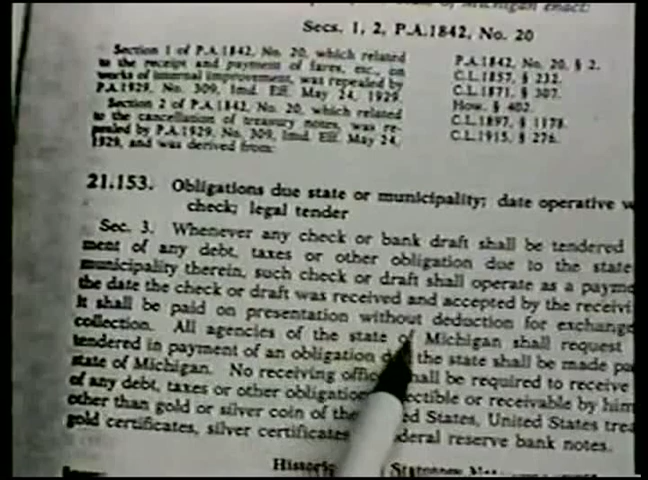 of Michigan enact:
Secs. 1, 2, P.A.1842, No. 20
Section 1 of P.A.1842, No. 20, which related
to the receipt and payment of fares, etc., on
works of internal improvement, was repealed by
P.A.1929, No. 309, Imd. Eff. May 24, 1929.
Section 2 of P.A.1842, No. 20, which related
to the cancellation of treasury notes, was re-
pealed by P.A.1929, No. 309, Imd. Eff. May 24,
1929, and was derived from:
P.A.1842, No. 20, § 2.
C.L.1857, § 232.
C.L.1871, § 307.
How. § 402.
C.L.1897, § 1178.
C.L.1915, § 276.
21.153. Obligations due state or municipality; date operative w
check; legal tender
Sec. 3. Whenever any check or bank draft shall be tendered
ment of any debt, taxes or other obligation due to the state
municipality therein, such check or draft shall operate as a payme
the date the check or draft was received and accepted by the receivi
it shall be paid on presentation without deduction for exchange
collection. All agencies of the state of Michigan shall request
tendered in payment of an obligation the state shall be made pa
state of Michigan. No receiving offic hall be required to receive
of any debt, taxes or other obligation ectible or receivable by him
other than gold or silver coin of the ed States, United States trea
gold certificates, silver certificates deral reserve bank notes.
Historic Statutory